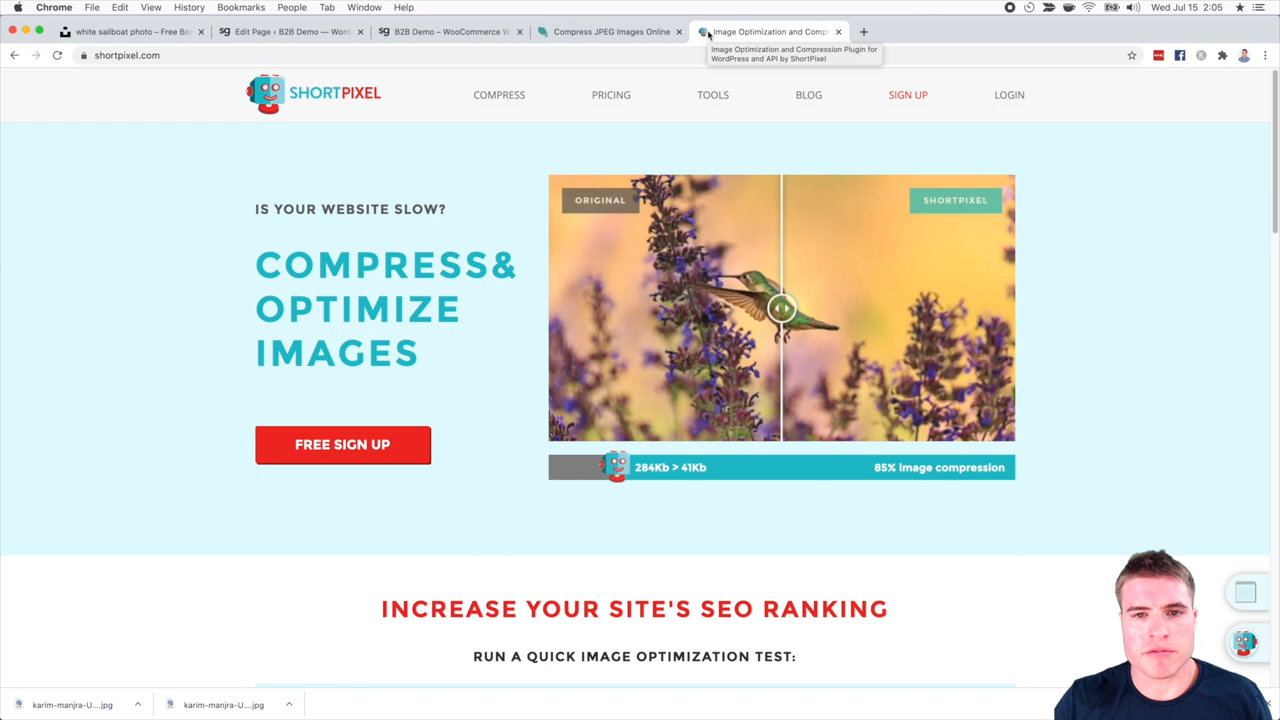 Chrome File Edit View History Bookmarks People Tab Window Help Wed Jul 15 2:05
white sailboat photo – Free Bo
Edit Page ‹ B2B Demo — Word
B2B Demo – WooCommerce W
Compress JPEG Images Online
Image Optimization and Comp
Image Optimization and Compression Plugin for
WordPress and API by ShortPixel
shortpixel.com
SHORTPIXEL
COMPRESS
PRICING
TOOLS
BLOG
SIGN UP
LOGIN
IS YOUR WEBSITE SLOW?
COMPRESS&
OPTIMIZE
IMAGES
FREE SIGN UP
ORIGINAL
SHORTPIXEL
284Kb > 41Kb
85% image compression
INCREASE YOUR SITE'S SEO RANKING
RUN A QUICK IMAGE OPTIMIZATION TEST:
karim-manjra-U....jpg
karim-manjra-U....jpg